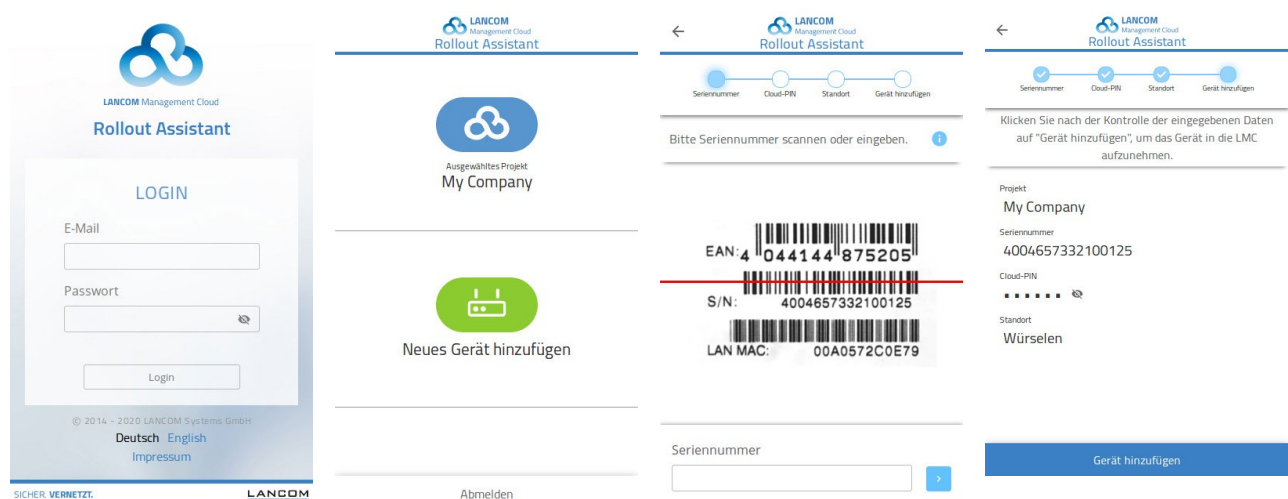 LANCOM Management Cloud
Rollout Assistant
LOGIN
E-Mail
Passwort
Login
© 2014 - 2020 LANCOM Systems GmbH
Deutsch English
Impressum
SICHER. VERNETZT.
LANCOM
LANCOM
Management Cloud
Rollout Assistant
Ausgewähltes Projekt
My Company
Neues Gerät hinzufügen
Abmelden
LANCOM
Management Cloud
Rollout Assistant
Seriennummer Cloud-PIN Standort Gerät hinzufügen
Bitte Seriennummer scannen oder eingeben.
EAN: 4 044144 875205
S/N: 4004657332100125
LAN MAC: 00A0572C0E79
Seriennummer
LANCOM
Management Cloud
Rollout Assistant
Seriennummer Cloud-PIN Standort Gerät hinzufügen
Klicken Sie nach der Kontrolle der eingegebenen Daten
auf "Gerät hinzufügen", um das Gerät in die LMC
aufzunehmen.
Projekt
My Company
Seriennummer
4004657332100125
Cloud-PIN
Standort
Würselen
Gerät hinzufügen